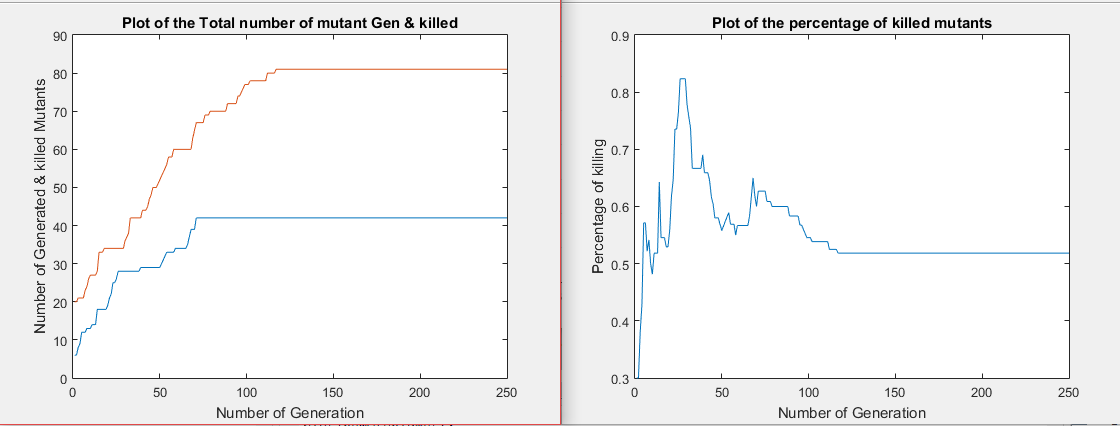 Plot of the Total number of mutant Gen & killed
90
80
70
60
50
40
30
20
10
0
Number of Generated & killed Mutants
0 50 100 150 200 250
Number of Generation
Plot of the percentage of killed mutants
0.9
0.8
0.7
0.6
0.5
0.4
0.3
Percentage of killing
0 50 100 150 200 250
Number of Generation